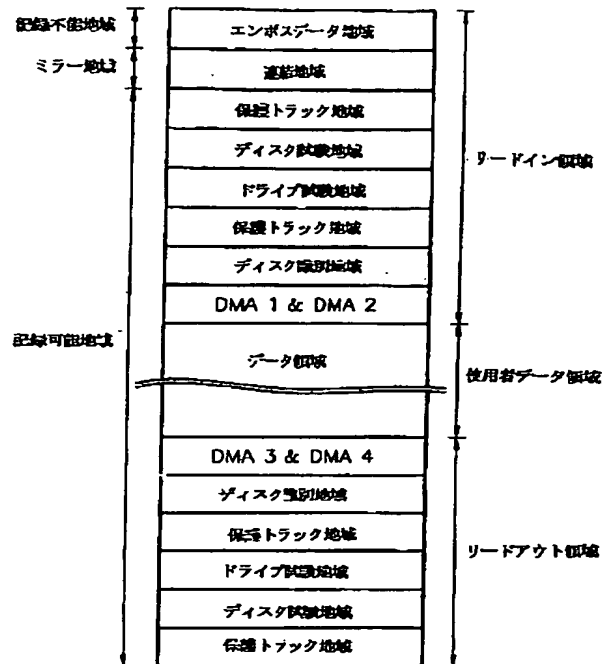 記録不能地域
エンボスデータ地域
ミラー地域
連結地域
保護トラック地域
ディスク試験地域
リードイン領域
ドライブ試験地域
保護トラック地域
ディスク識別地域
DMA 1 & DMA 2
記録可能地域
データ領域
使用者データ領域
DMA 3 & DMA 4
ディスク識別地域
保護トラック地域
リードアウト領域
ドライブ試験地域
ディスク試験地域
保護トラック地域